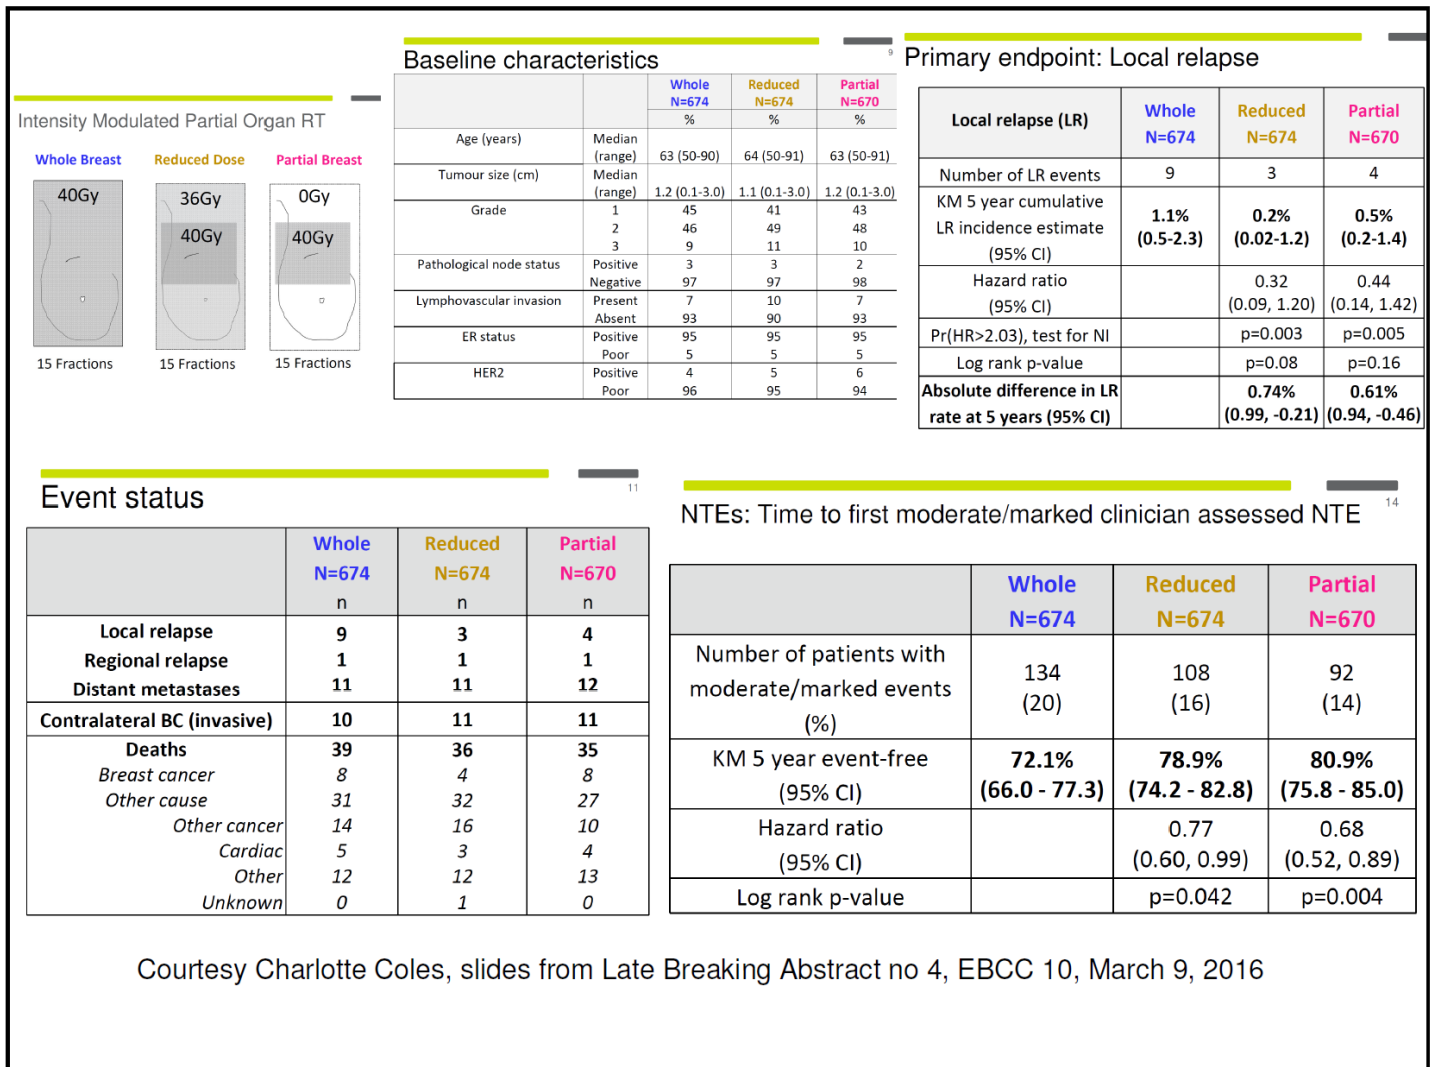 Intensity Modulated Partial Organ RT
Whole Breast Reduced Dose Partial Breast
40Gy 36Gy 0Gy
40Gy 40Gy
15 Fractions 15 Fractions 15 Fractions
9
Baseline characteristics
Whole Reduced Partial
N=674 N=674 N=670
% % %
Age (years) Median
(range) 63 (50-90) 64 (50-91) 63 (50-91)
Tumour size (cm) Median
(range) 1.2 (0.1-3.0) 1.1 (0.1-3.0) 1.2 (0.1-3.0)
Grade 1 45 41 43
2 46 49 48
3 9 11 10
Pathological node status Positive 3 3 2
Negative 97 97 98
Lymphovascular invasion Present 7 10 7
Absent 93 90 93
ER status Positive 95 95 95
Poor 5 5 5
HER2 Positive 4 5 6
Poor 96 95 94
Primary endpoint: Local relapse
Local relapse (LR) Whole Reduced Partial
N=674 N=674 N=670
Number of LR events 9 3 4
KM 5 year cumulative
LR incidence estimate
(95% CI)
1.1% 0.2% 0.5%
(0.5-2.3) (0.02-1.2) (0.2-1.4)
Hazard ratio 0.32 0.44
(95% CI) (0.09, 1.20) (0.14, 1.42)
Pr(HR>2.03), test for NI p=0.003 p=0.005
Log rank p-value p=0.08 p=0.16
Absolute difference in LR 0.74% 0.61%
rate at 5 years (95% CI) (0.99, -0.21) (0.94, -0.46)
11
Event status
Whole Reduced Partial
N=674 N=674 N=670
n n n
Local relapse 9 3 4
Regional relapse 1 1 1
Distant metastases 11 11 12
Contralateral BC (invasive) 10 11 11
Deaths 39 36 35
Breast cancer 8 4 8
Other cause 31 32 27
Other cancer 14 16 10
Cardiac 5 3 4
Other 12 12 13
Unknown 0 1 0
14
NTEs: Time to first moderate/marked clinician assessed NTE
Whole Reduced Partial
N=674 N=674 N=670
Number of patients with
moderate/marked events
(%)
134 108 92
(20) (16) (14)
KM 5 year event-free 72.1% 78.9% 80.9%
(95% CI) (66.0 - 77.3) (74.2 - 82.8) (75.8 - 85.0)
Hazard ratio 0.77 0.68
(95% CI) (0.60, 0.99) (0.52, 0.89)
Log rank p-value p=0.042 p=0.004
Courtesy Charlotte Coles, slides from Late Breaking Abstract no 4, EBCC 10, March 9, 2016